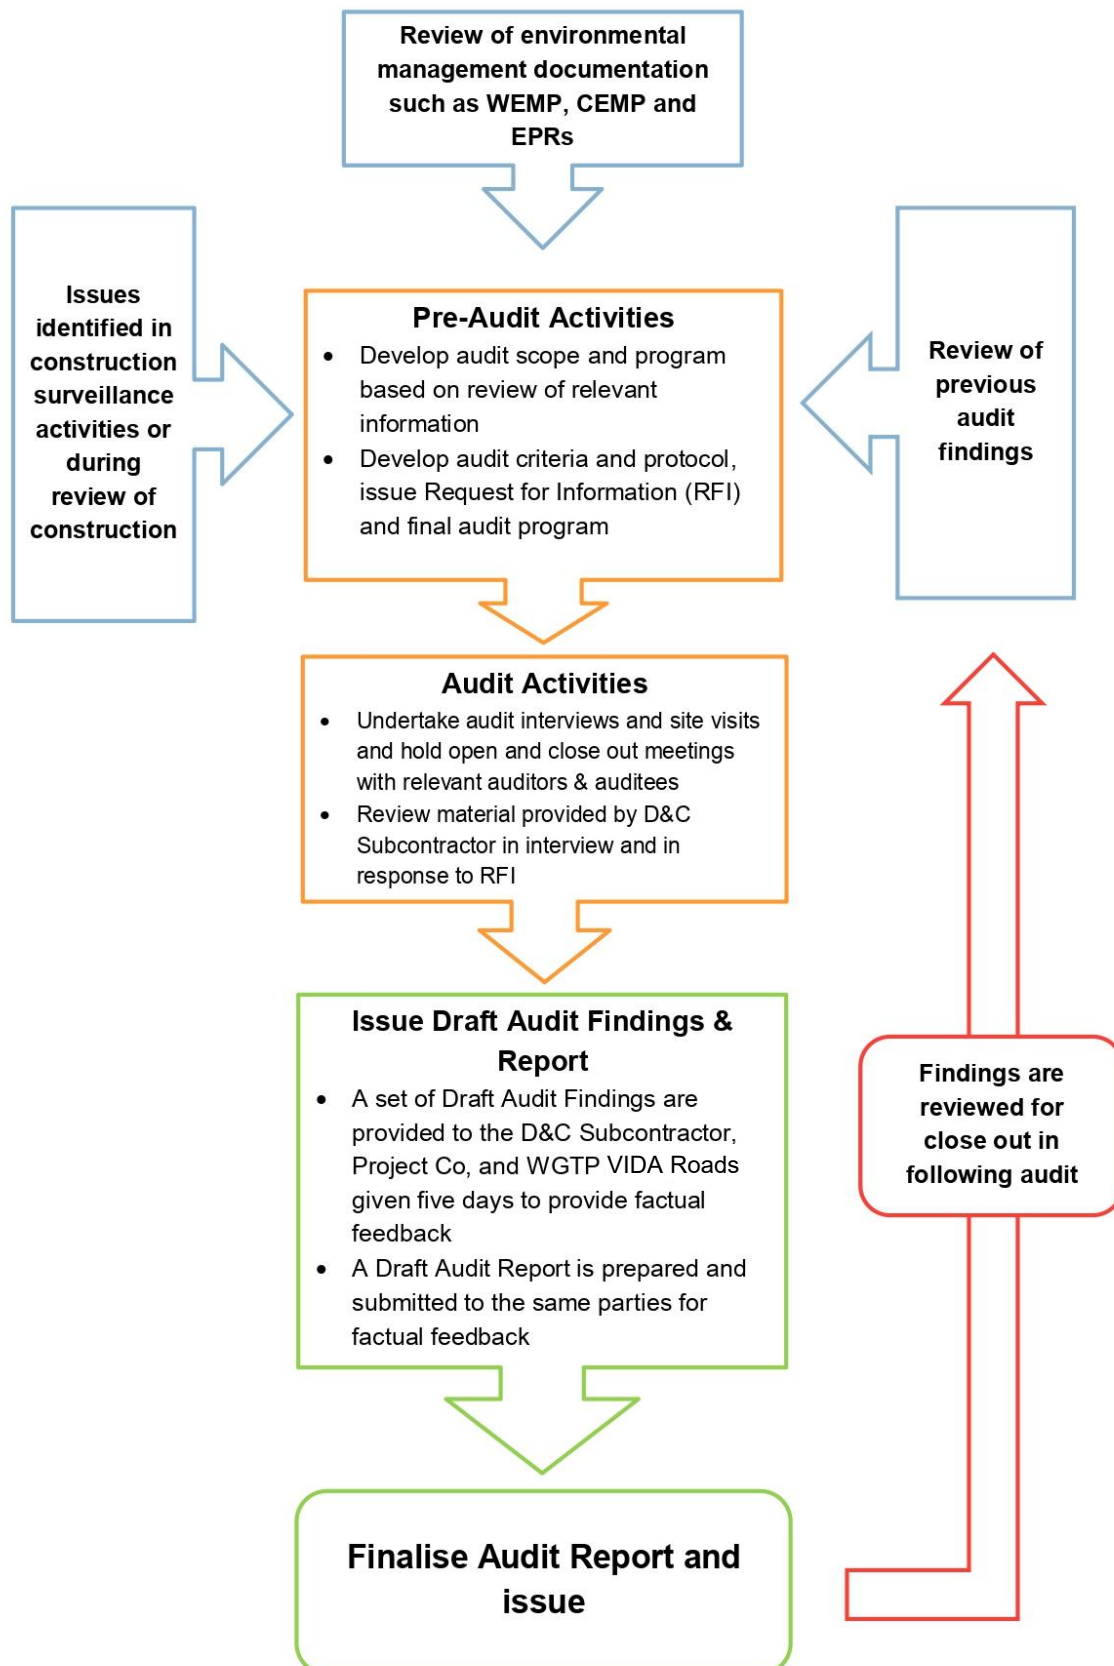 Review of environmental
management documentation
such as WEMP, CEMP and
EPRs
Issues
identified in
construction
surveillance
activities or
during
review of
construction
Pre-Audit Activities
• Develop audit scope and program
based on review of relevant
information
• Develop audit criteria and protocol,
issue Request for Information (RFI)
and final audit program
Review of
previous
audit
findings
Audit Activities
• Undertake audit interviews and site visits
and hold open and close out meetings
with relevant auditors & auditees
• Review material provided by D&C
Subcontractor in interview and in
response to RFI
Issue Draft Audit Findings &
Report
• A set of Draft Audit Findings are
provided to the D&C Subcontractor,
Project Co, and WGTP VIDA Roads
given five days to provide factual
feedback
• A Draft Audit Report is prepared and
submitted to the same parties for
factual feedback
Findings are
reviewed for
close out in
following audit
Finalise Audit Report and
issue